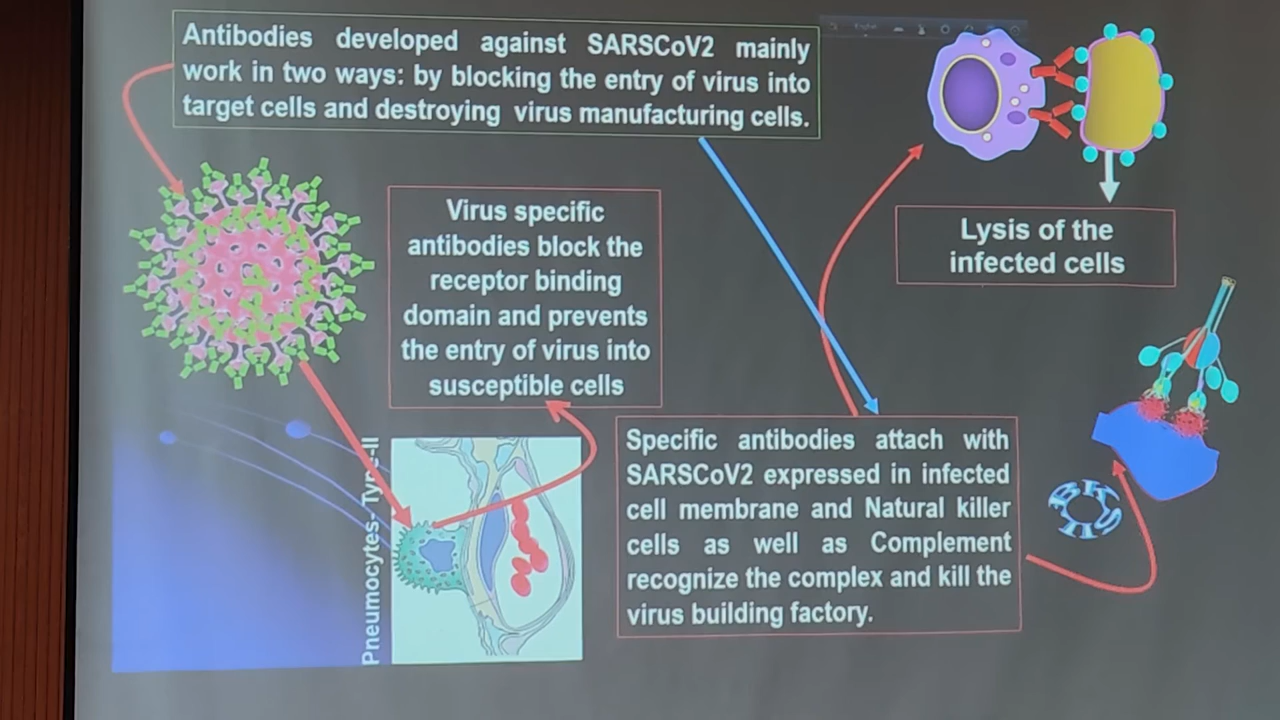 Antibodies developed against SARSCoV2 mainly
work in two ways: by blocking the entry of virus into
target cells and destroying virus manufacturing cells.
Virus specific
antibodies block the
receptor binding
domain and prevents
the entry of virus into
susceptible cells
Lysis of the
infected cells
Pneumocytes- Type-II
Specific antibodies attach with
SARSCoV2 expressed in infected
cell membrane and Natural killer
cells as well as Complement
recognize the complex and kill the
virus building factory.